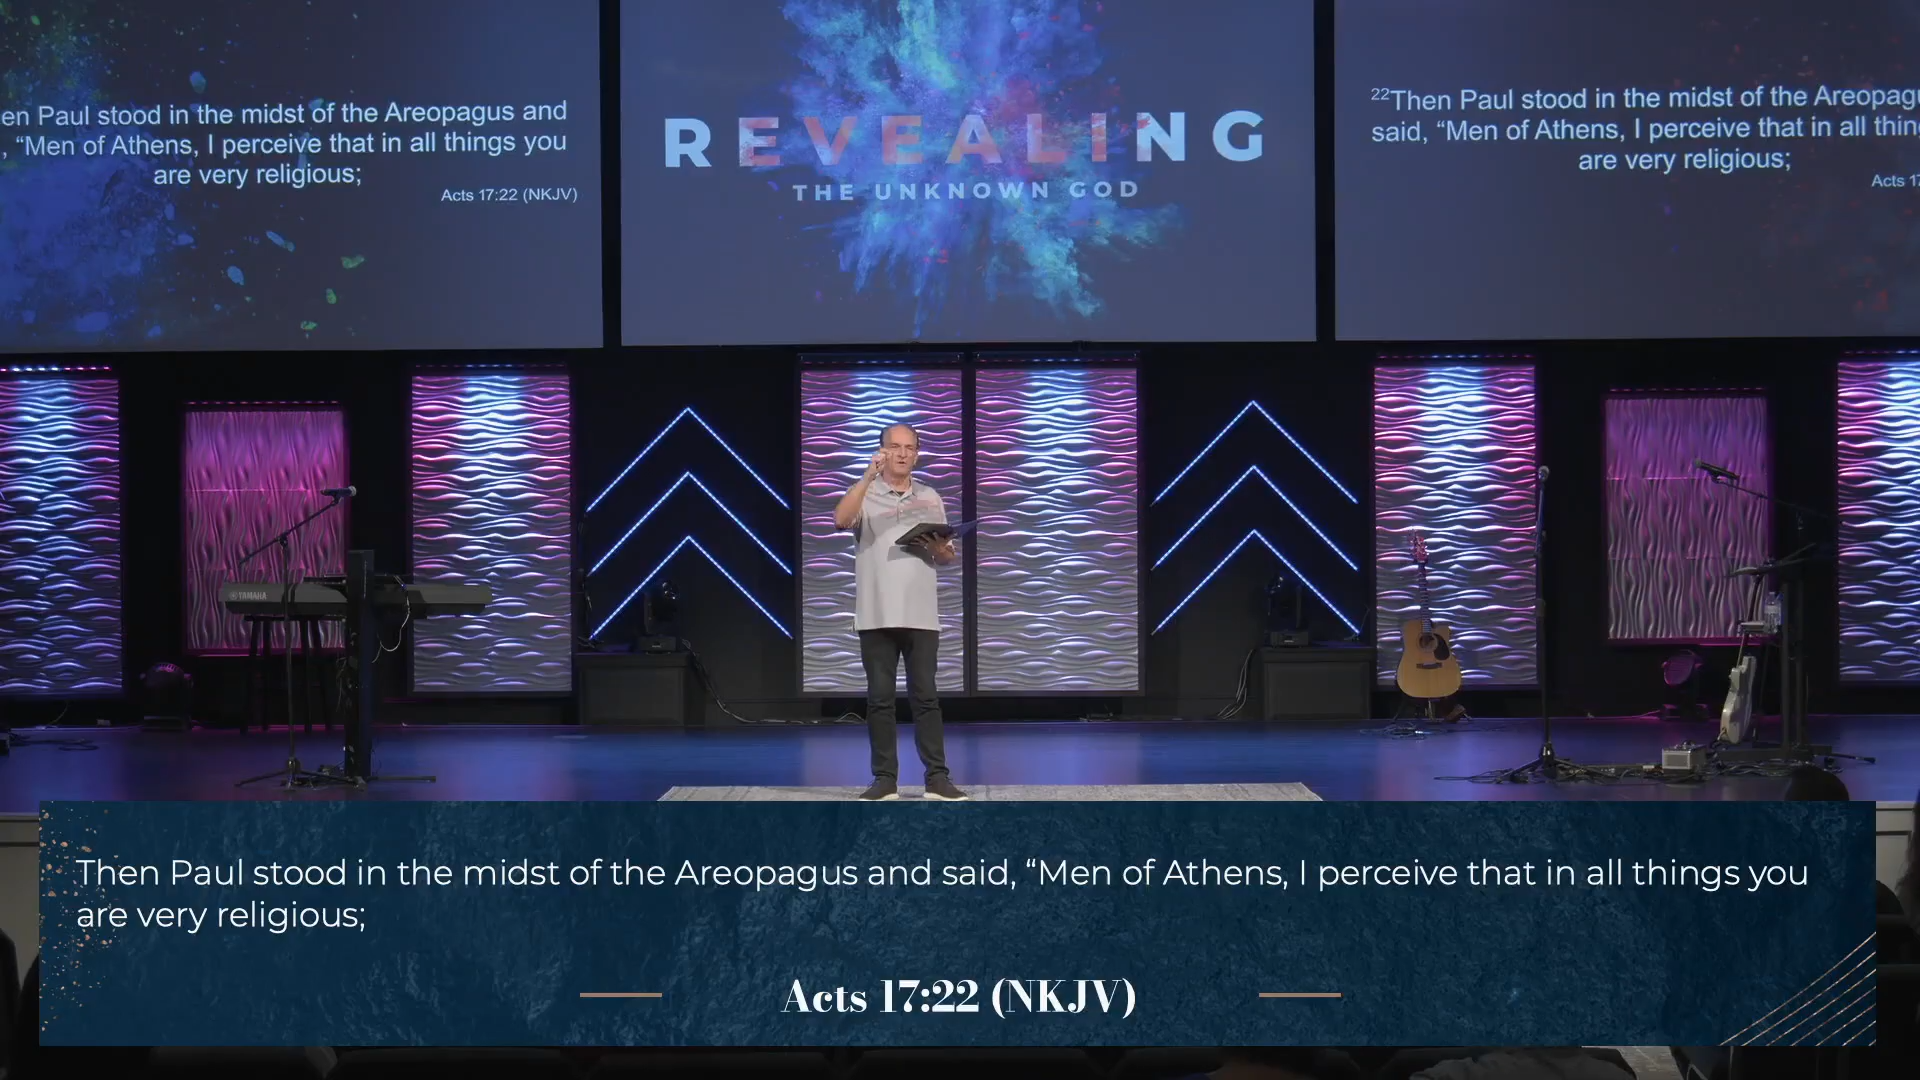 en Paul stood in the midst of the Areopagus and
, “Men of Athens, I perceive that in all things you
are very religious;
Acts 17:22 (NKJV)
REVEALING
THE UNKNOWN GOD
22Then Paul stood in the midst of the Areopagu
said, “Men of Athens, I perceive that in all thin
are very religious;
Acts 17
YAMAHA
Then Paul stood in the midst of the Areopagus and said, “Men of Athens, I perceive that in all things you
are very religious;
Acts 17:22 (NKJV)